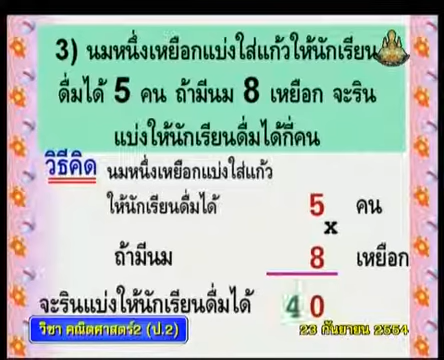 3) นมหนึ่งเหยือกแบ่งใส่แก้วให้นักเรียน
ดื่มได้ 5 คน ถ้ามีนม 8 เหยือก จะริน
แบ่งให้นักเรียนดื่มได้กี่คน
วิธีคิด นมหนึ่งเหยือกแบ่งใส่แก้ว
ให้นักเรียนดื่มได้ 5 คน
x
ถ้ามีนม 8 เหยือก
จะรินแบ่งให้นักเรียนดื่มได้ 40
วิชา คณิตศาสตร์2 (ป.2)
23 กันยายน 2554